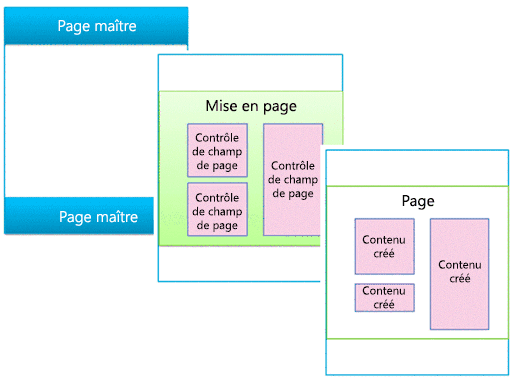 Page maître
Mise en page
Contrôle
de champ
de page
Contrôle
de champ
de page
Contrôle
de champ
de page
Page maître
Page
Contenu
créé
Contenu
créé
Contenu
créé